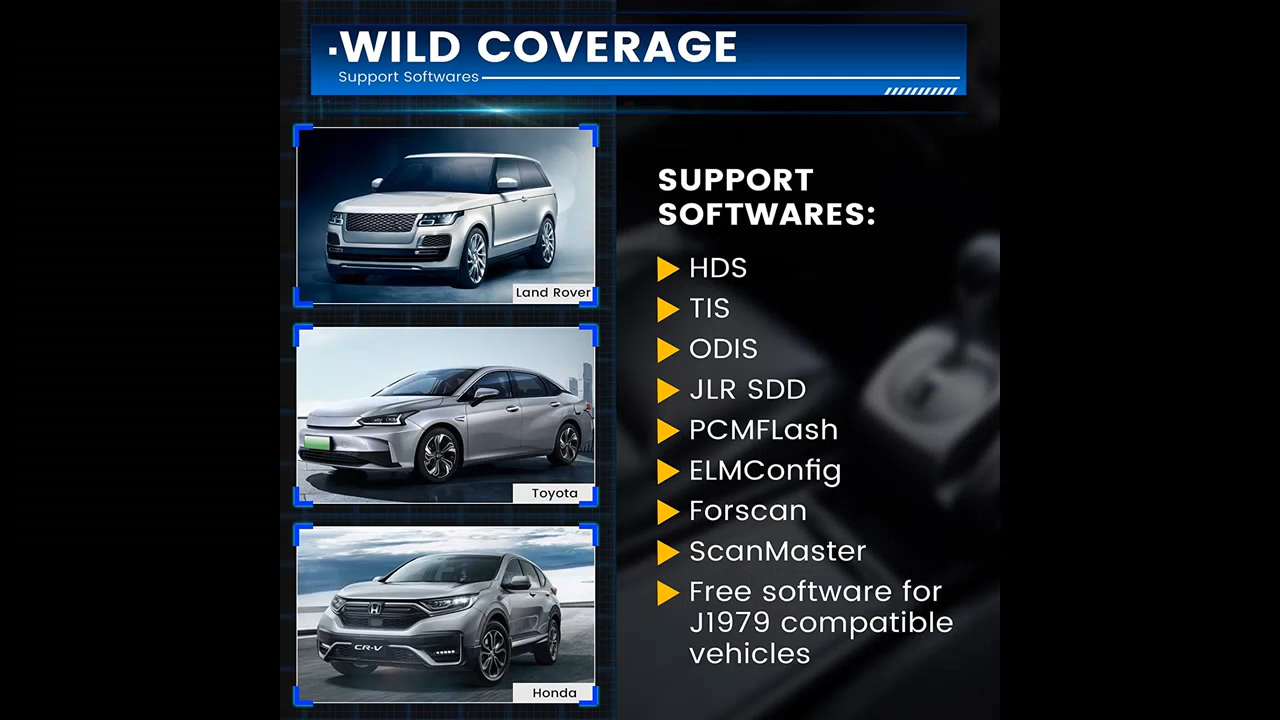 ·WILD COVERAGE
Support Softwares
Land Rover
Toyota
CR-V
Honda
SUPPORT
SOFTWARES:
HDS
TIS
ODIS
JLR SDD
PCMFLash
ELMConfig
Forscan
ScanMaster
Free software for
J1979 compatible
vehicles